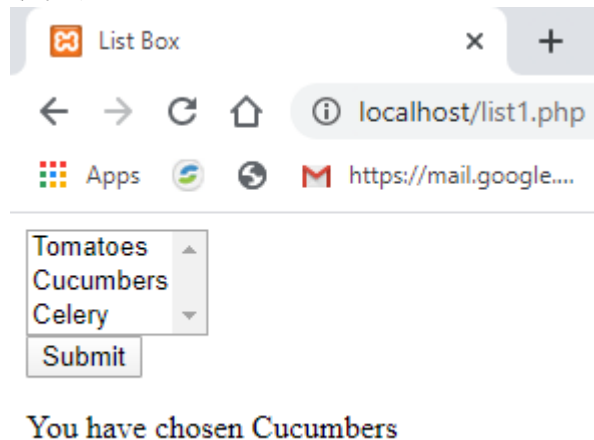 List Box
localhost/list1.php
Apps https://mail.google....
Tomatoes
Cucumbers
Celery
Submit
You have chosen Cucumbers